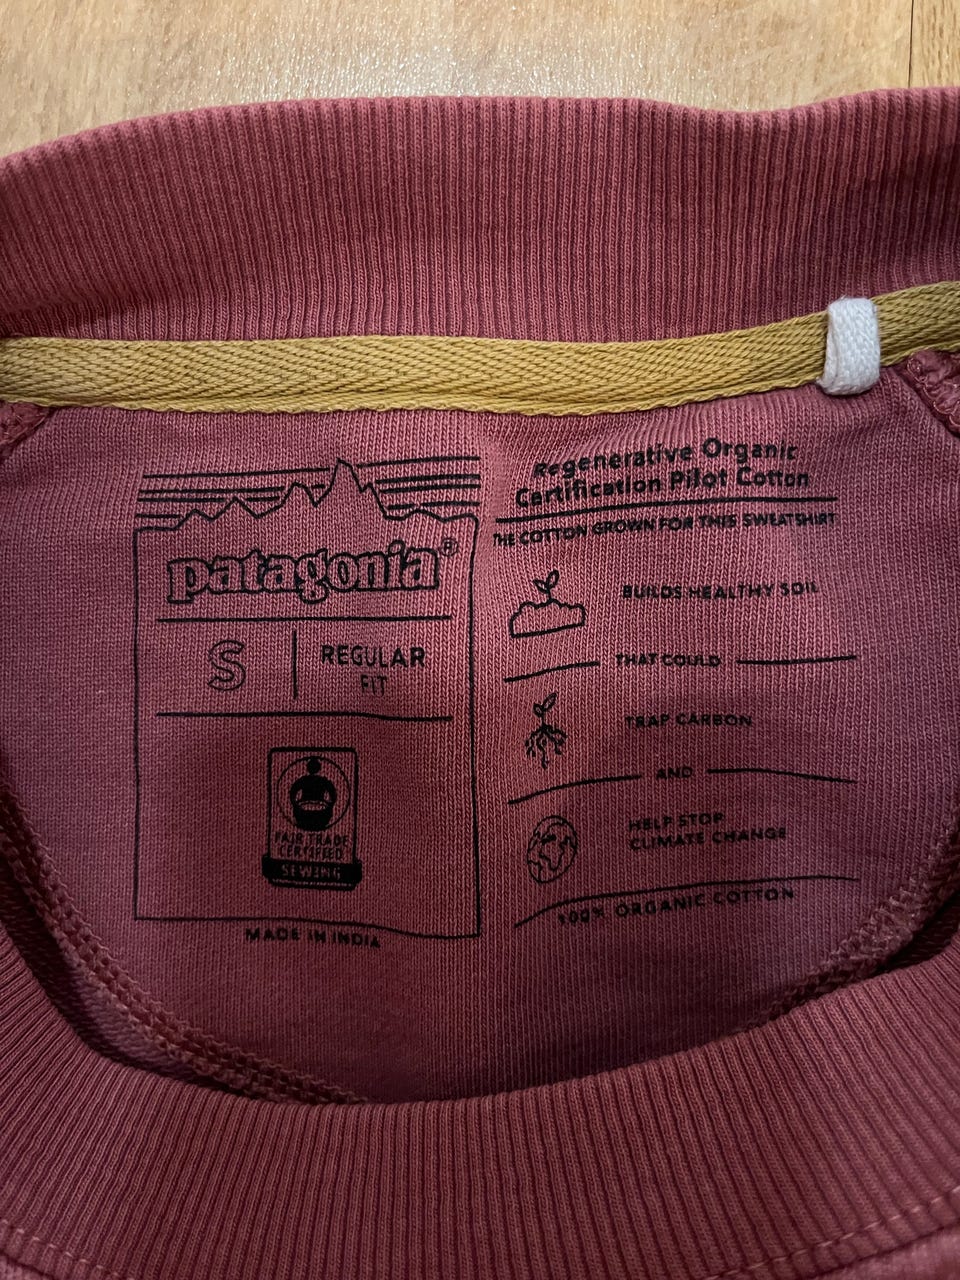 patagonia®
S
REGULAR
FIT
FAIR TRADE
CERTIFIED
SEWING
MADE IN INDIA
Regenerative Organic
Certification Pilot Cotton
THE COTTON GROWN FOR THIS SWEATSHIRT
BUILDS HEALTHY SOIL
THAT COULD
TRAP CARBON
AND
HELP STOP
CLIMATE CHANGE
100% ORGANIC COTTON